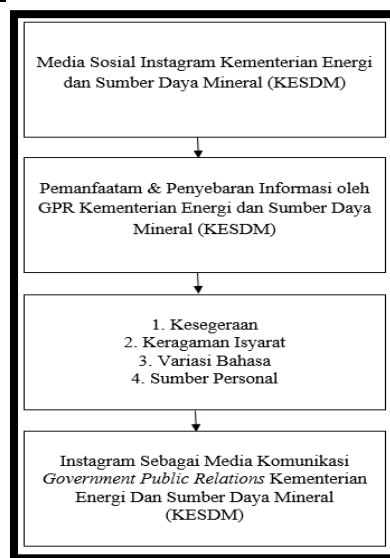 Media Sosial Instagram Kementerian Energi
dan Sumber Daya Mineral (KESDM)
Pemanfaatam & Penyebaran Informasi oleh
GPR Kementerian Energi dan Sumber Daya
Mineral (KESDM)
1. Kesegeraan
2. Keragaman Isyarat
3. Variasi Bahasa
4. Sumber Personal
Instagram Sebagai Media Komunikasi
Government Public Relations Kementerian
Energi Dan Sumber Daya Mineral
(KESDM)